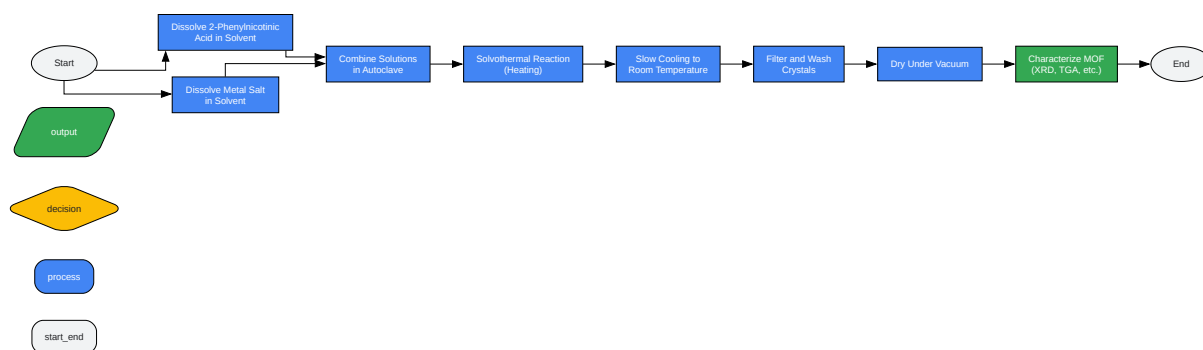 Start
Dissolve 2-Phenylnicotinic
Acid in Solvent
Dissolve Metal Salt
in Solvent
Combine Solutions
in Autoclave
Solvothermal Reaction
(Heating)
Slow Cooling to
Room Temperature
Filter and Wash
Crystals
Dry Under Vacuum
Characterize MOF
(XRD, TGA, etc.)
End
output
decision
process
start_end